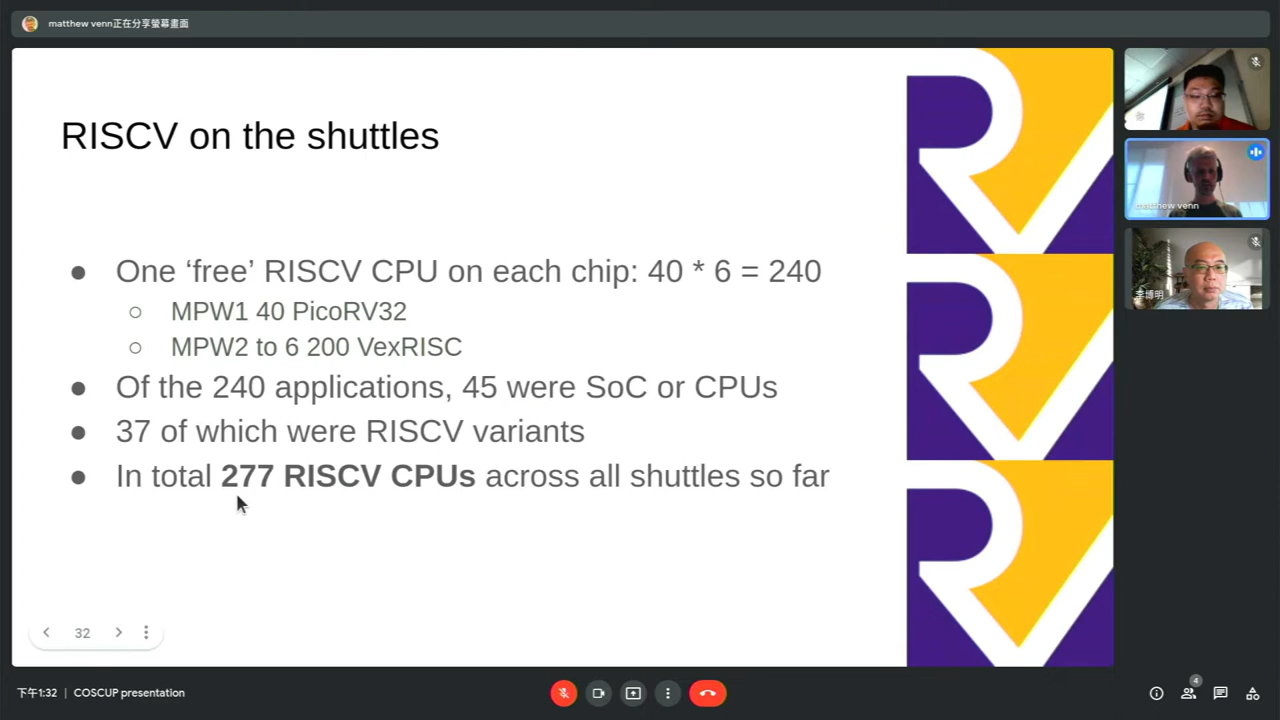 matthew venn正在分享螢幕畫面
RISCV on the shuttles
● One ‘free’ RISCV CPU on each chip: 40 * 6 = 240
○ MPW1 40 PicoRV32
○ MPW2 to 6 200 VexRISC
● Of the 240 applications, 45 were SoC or CPUs
● 37 of which were RISCV variants
● In total 277 RISCV CPUs across all shuttles so far
32
matthew venn
李博明
下午1:32 | COSCUP presentation
4